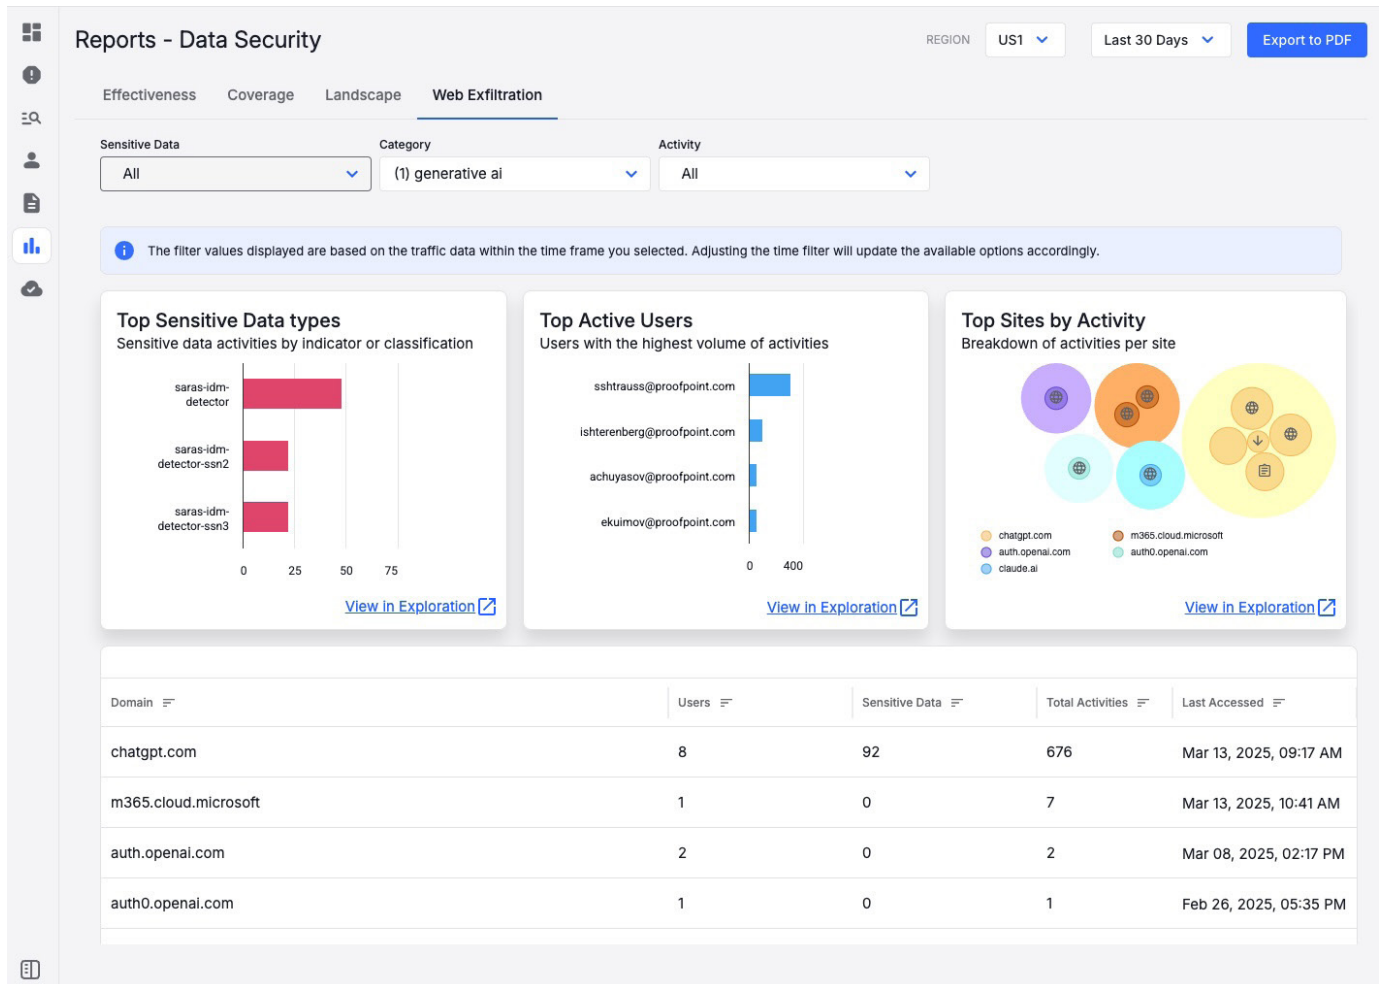 Reports - Data Security
REGION
US1
Last 30 Days
Export to PDF
Effectiveness
Coverage
Landscape
Web Exfiltration
Sensitive Data
Category
Activity
All
(1) generative ai
All
The filter values displayed are based on the traffic data within the time frame you selected. Adjusting the time filter will update the available options accordingly.
Top Sensitive Data types
Sensitive data activities by indicator or classification
saras-idm-
detector
saras-idm-
detector-ssn2
saras-idm-
detector-ssn3
0 25 50 75
View in Exploration
Top Active Users
Users with the highest volume of activities
sshtrauss@proofpoint.com
ishterenberg@proofpoint.com
achuyasov@proofpoint.com
ekuimov@proofpoint.com
0 400
View in Exploration
Top Sites by Activity
Breakdown of activities per site
chatgpt.com
m365.cloud.microsoft
auth.openai.com
auth0.openai.com
claude.ai
View in Exploration
Domain Users Sensitive Data Total Activities Last Accessed
chatgpt.com 8 92 676 Mar 13, 2025, 09:17 AM
m365.cloud.microsoft 1 0 7 Mar 13, 2025, 10:41 AM
auth.openai.com 2 0 2 Mar 08, 2025, 02:17 PM
auth0.openai.com 1 0 1 Feb 26, 2025, 05:35 PM